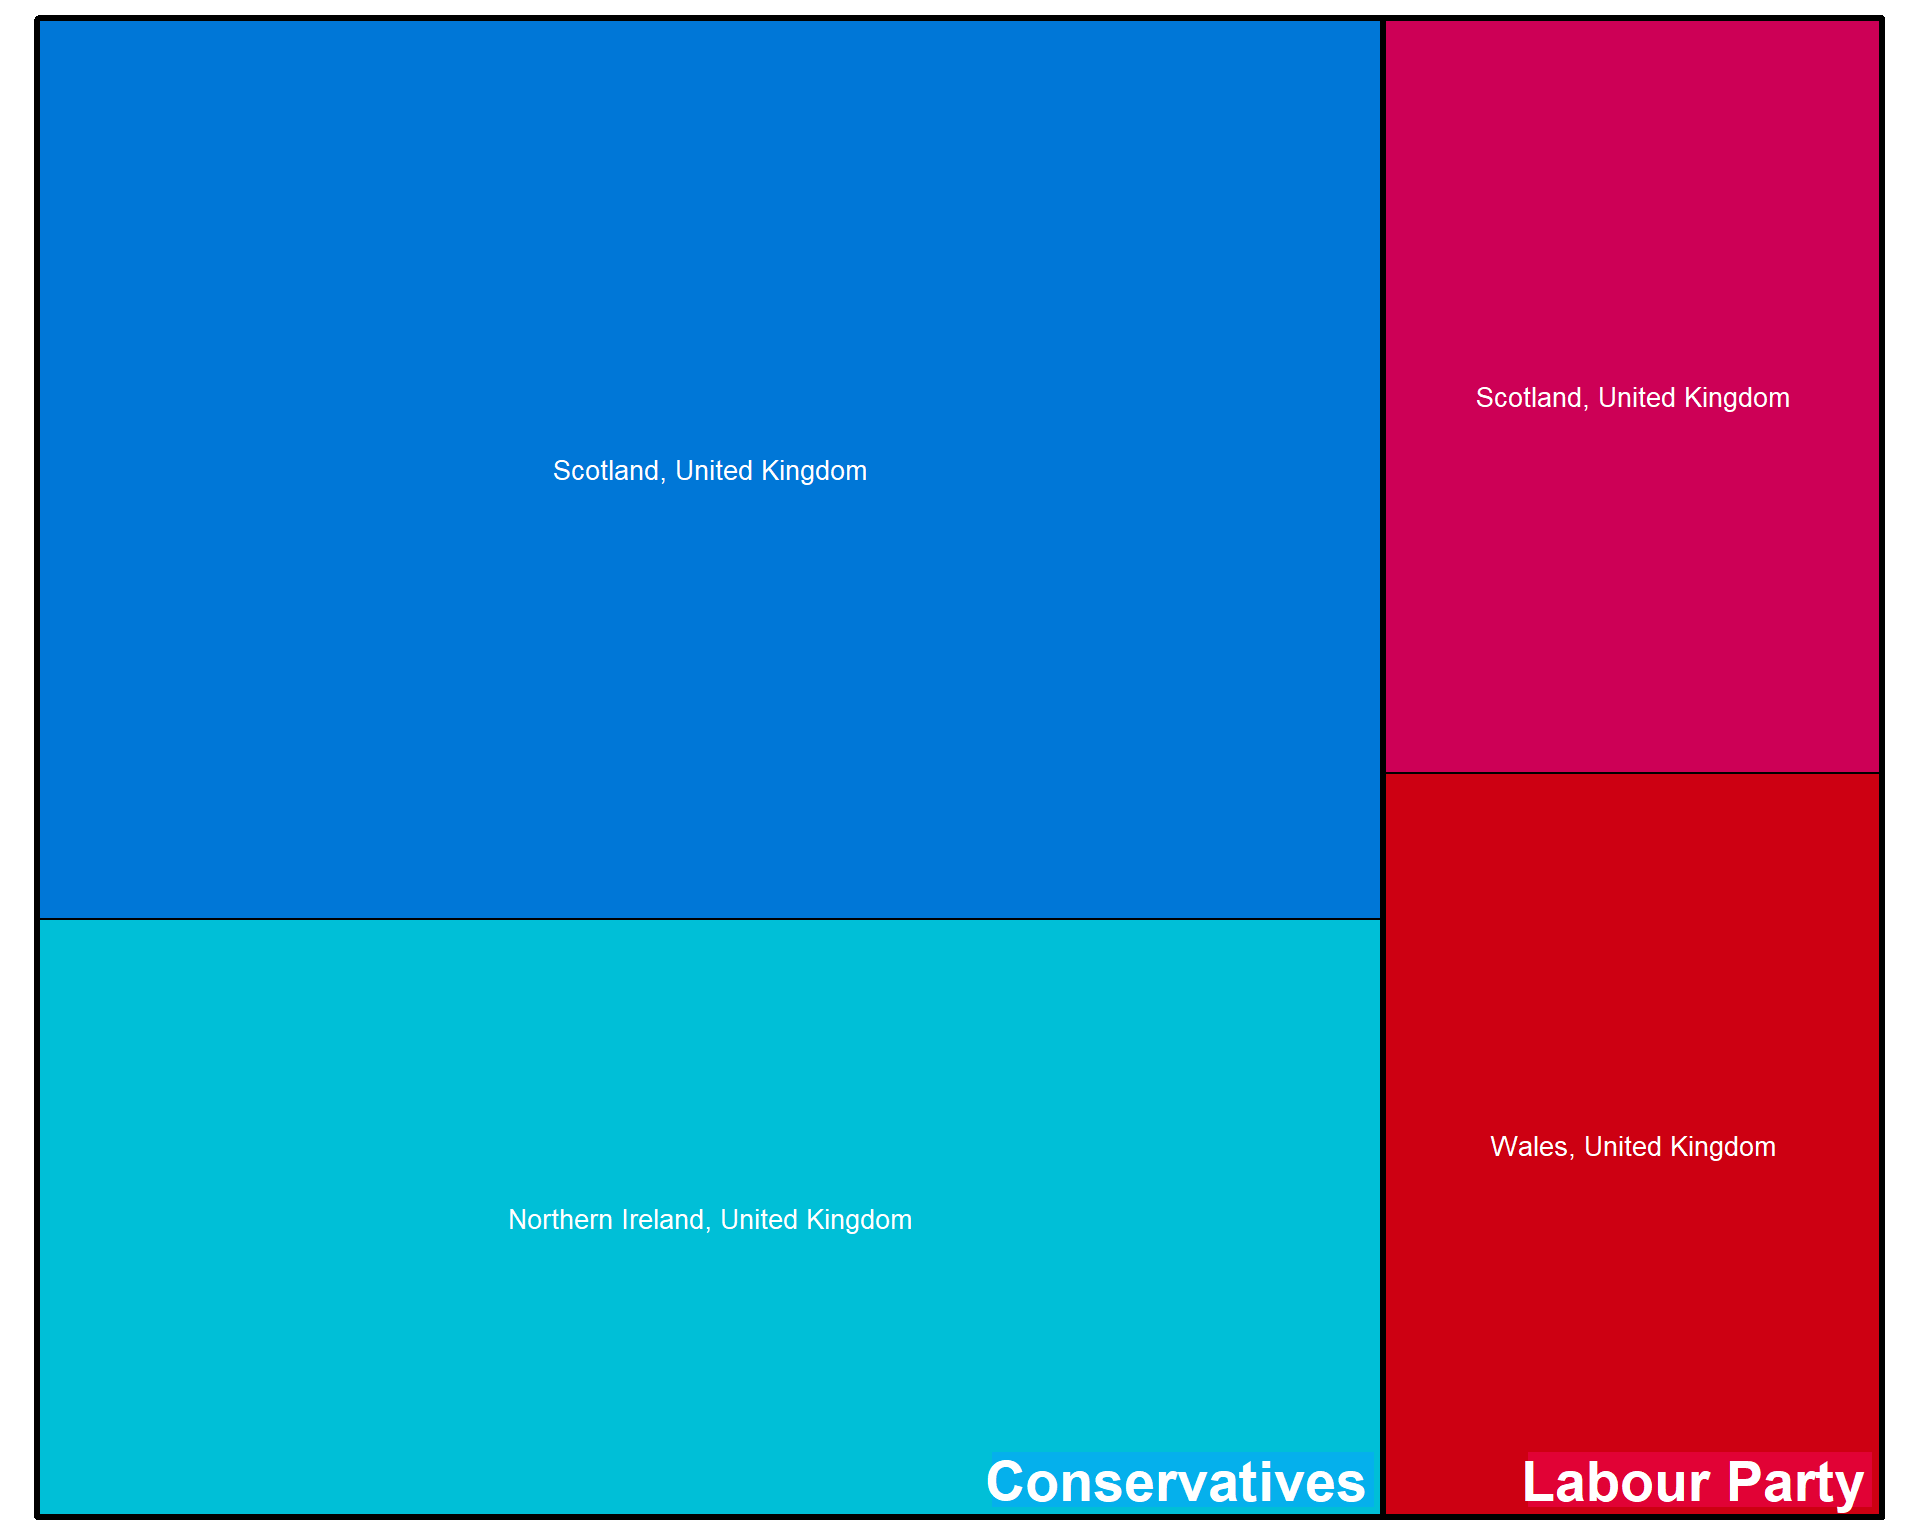 Scotland, United Kingdom
Scotland, United Kingdom
Northern Ireland, United Kingdom
Wales, United Kingdom
Conservatives
Labour Party